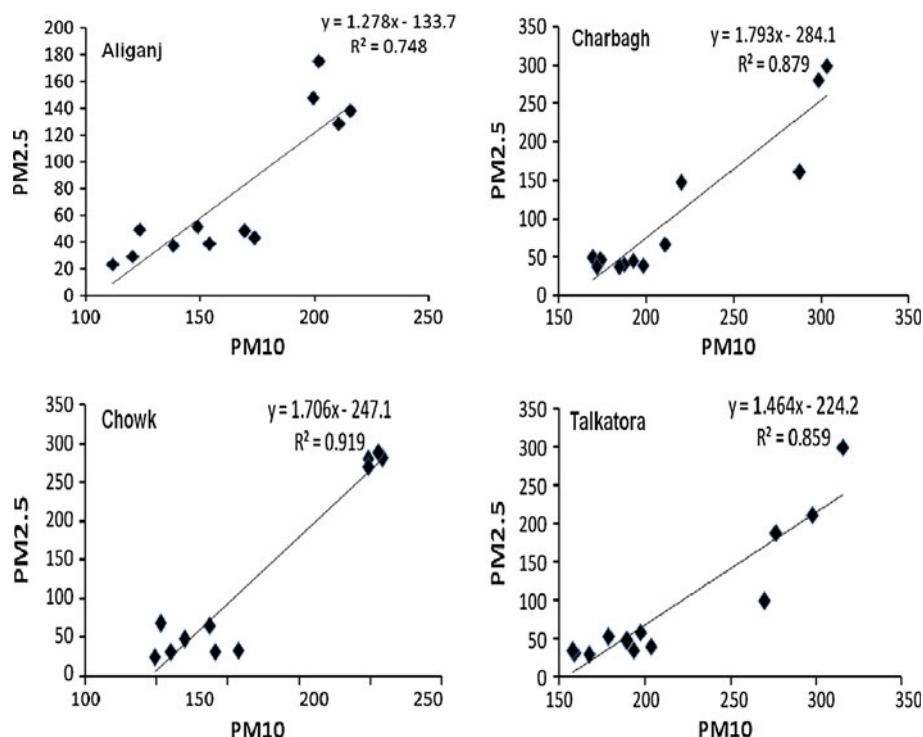 Aliganj
y = 1.278x - 133.7
R² = 0.748
PM2.5
200
180
160
140
120
100
80
60
40
20
0
100 150 200 250
PM10
Charbagh
y = 1.793x - 284.1
R² = 0.879
PM2.5
350
300
250
200
150
100
50
0
150 200 250 300 350
PM10
Chowk
y = 1.706x - 247.1
R² = 0.919
PM2.5
350
300
250
200
150
100
50
0
100 150 200 250
PM10
Talkatora
y = 1.464x - 224.2
R² = 0.859
PM2.5
350
300
250
200
150
100
50
0
150 200 250 300 350
PM10